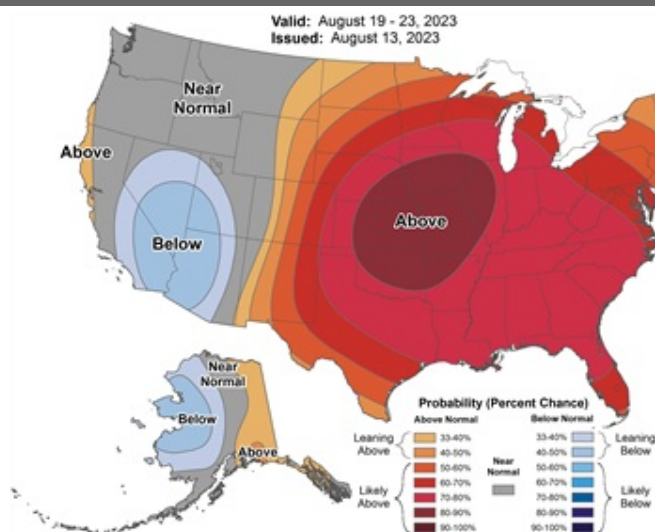 Valid: August 19 - 23, 2023
Issued: August 13, 2023
Near
Normal
Above
Below
Above
Near
Normal
Below
Above
Probability (Percent Chance)
Above Normal
Below Normal
Leaning
Above
33-40%
40-50%
Likely
Above
50-60%
60-70%
70-80%
80-90%
90-100%
Near
Normal
33-40%
40-50%
Leaning
Below
50-60%
60-70%
70-80%
80-90%
90-100%
Likely
Below